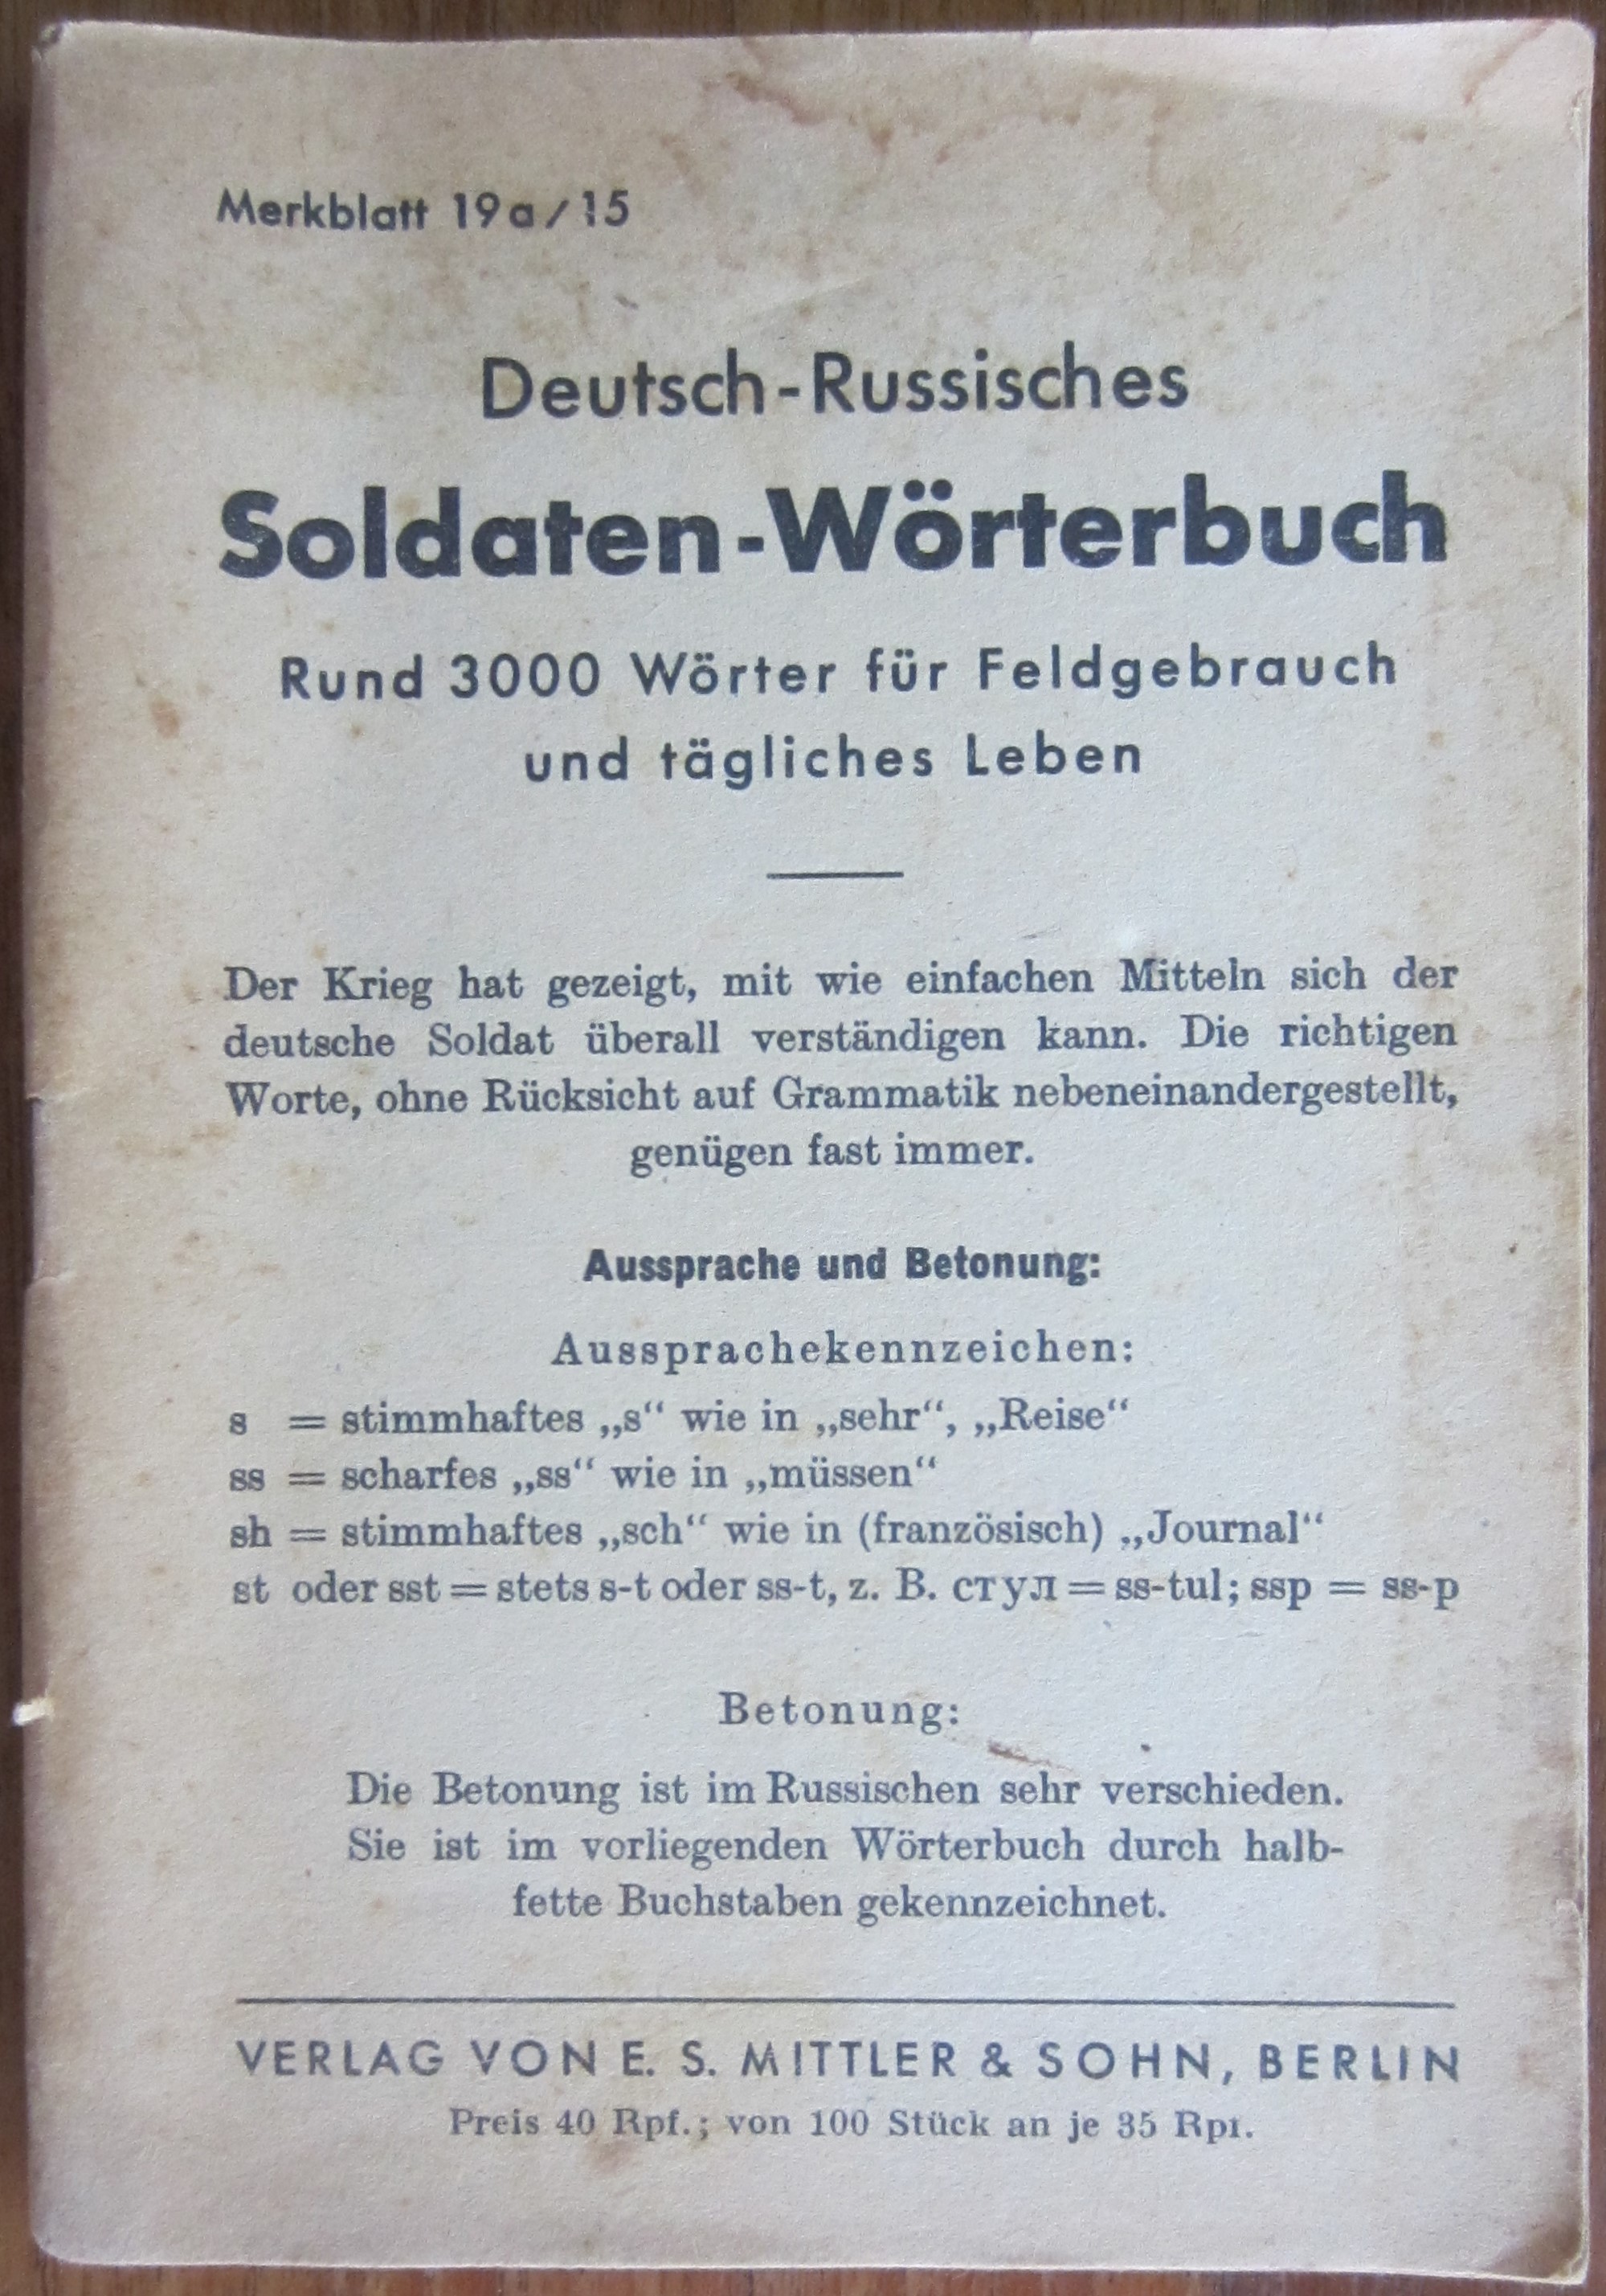 Merkblatt 19a/15
Deutsch-Russisches
Soldaten-Wörterbuch
Rund 3000 Wörter für Feldgebrauch
und tägliches Leben
Der Krieg hat gezeigt, mit wie einfachen Mitteln sich der
deutsche Soldat überall verständigen kann. Die richtigen
Worte, ohne Rücksicht auf Grammatik nebeneinandergestellt,
genügen fast immer.
Aussprache und Betonung:
Aussprachekennzeichen:
s = stimmhaftes „s“ wie in „sehr“, „Reise“
ss = scharfes „ss“ wie in „müssen“
sh = stimmhaftes „sch“ wie in (französisch) „Journal“
st oder sst = stets s-t oder ss-t, z. B. стул = ss-tul; ssp = ss-p
Betonung:
Die Betonung ist im Russischen sehr verschieden.
Sie ist im vorliegenden Wörterbuch durch halb-
fette Buchstaben gekennzeichnet.
VERLAG VON E. S. MITTLER & SOHN, BERLIN
Preis 40 Rpf.; von 100 Stück an je 35 Rpf.